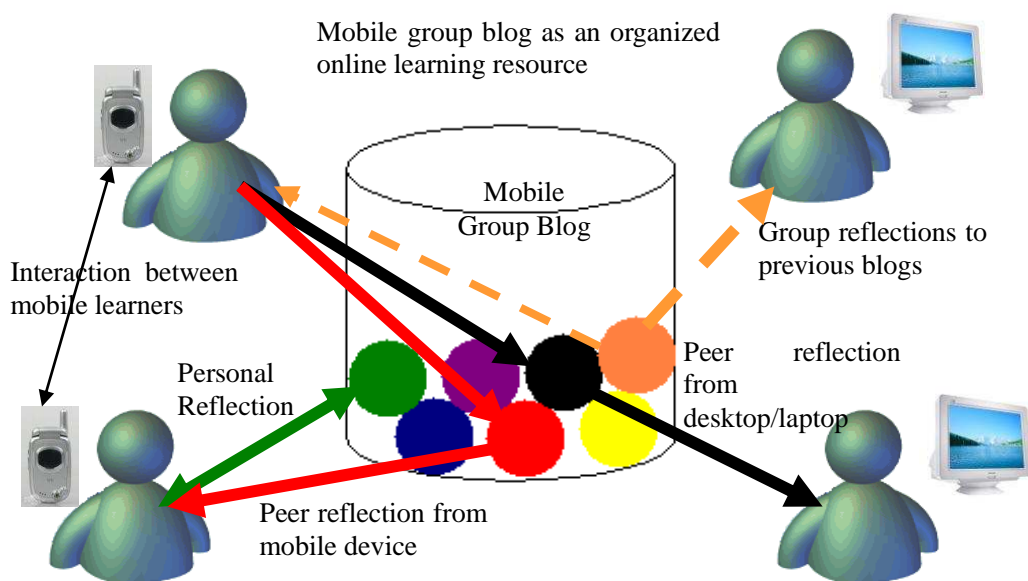 Mobile group blog as an organized
online learning resource
Mobile
Group Blog
Group reflections to
previous blogs
Interaction between
mobile learners
Personal
Reflection
Peer reflection
from
desktop/laptop
Peer reflection from
mobile device